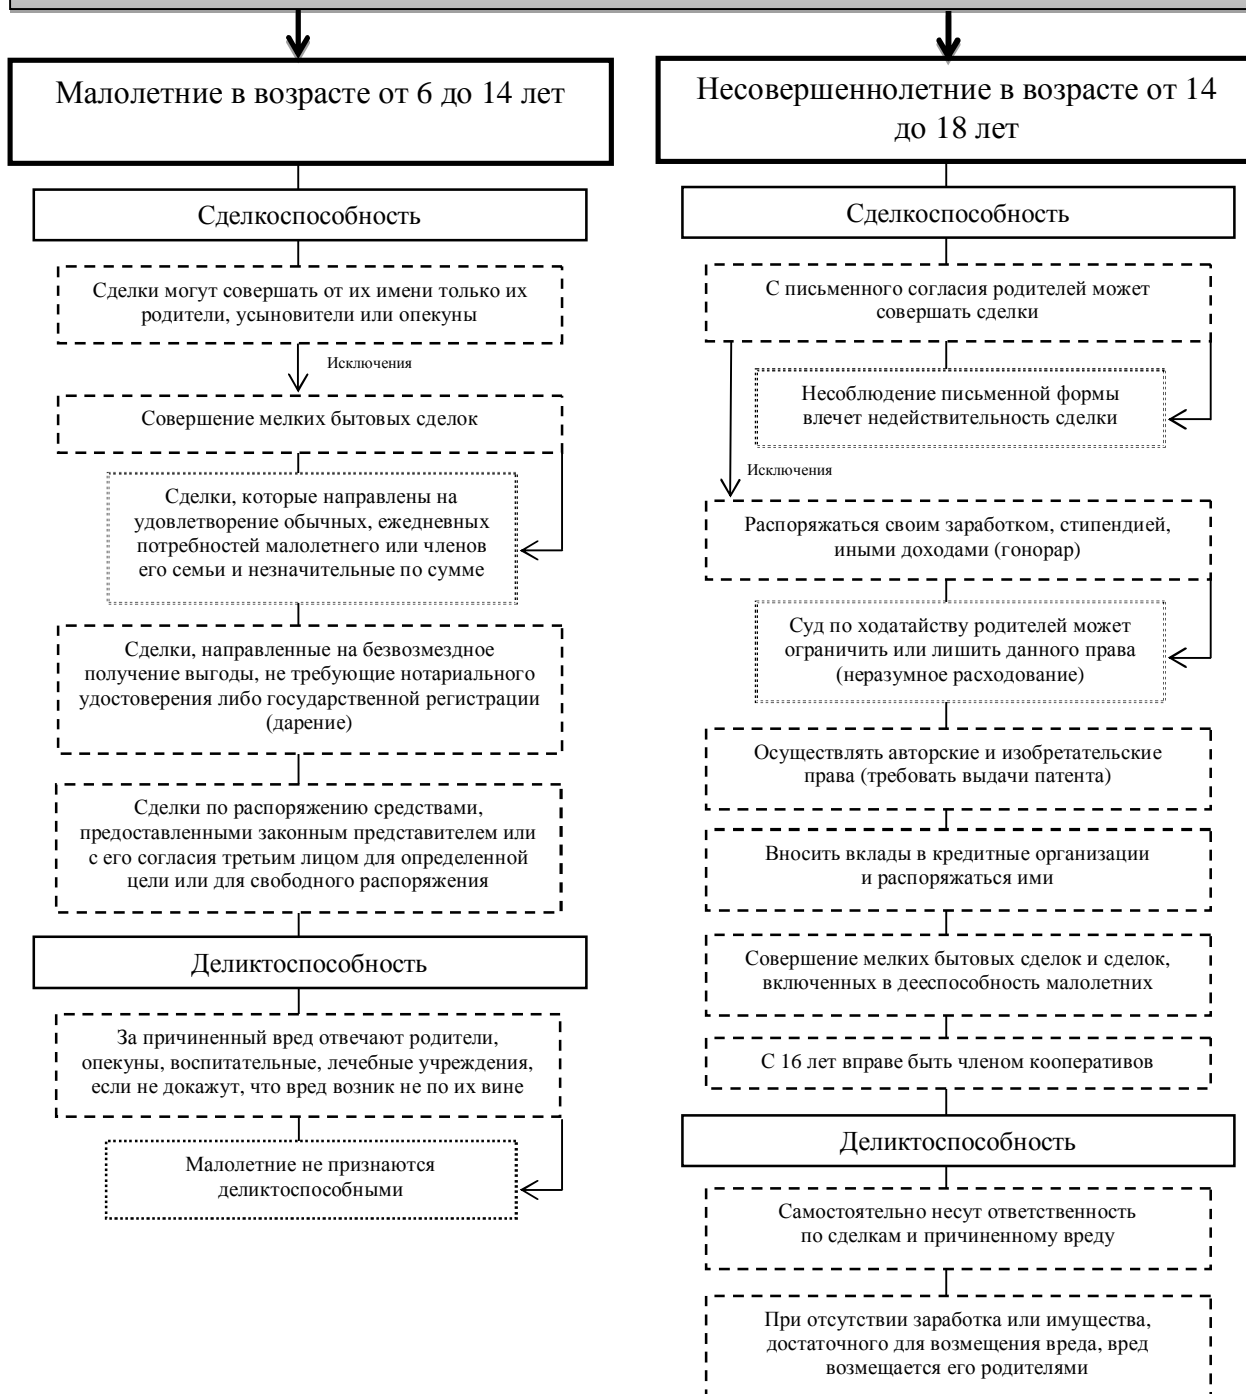 Малолетние в возрасте от 6 до 14 лет
Сделкоспособность
Сделки могут совершать от их имени только их
родители, усыновители или опекуны
Исключения
Совершение мелких бытовых сделок
Сделки, которые направлены на
удовлетворение обычных, ежедневных
потребностей малолетнего или членов
его семьи и незначительные по сумме
Сделки, направленные на безвозмездное
получение выгоды, не требующие нотариального
удостоверения либо государственной регистрации
(дарение)
Сделки по распоряжению средствами,
предоставленными законным представителем или
с его согласия третьим лицом для определенной
цели или для свободного распоряжения
Деликтоспособность
За причиненный вред отвечают родители,
опекуны, воспитательные, лечебные учреждения,
если не докажут, что вред возник не по их вине
Малолетние не признаются
деликтоспособными
Несовершеннолетние в возрасте от 14
до 18 лет
Сделкоспособность
С письменного согласия родителей может
совершать сделки
Несоблюдение письменной формы
влечет недействительность сделки
Исключения
Распоряжаться своим заработком, стипендией,
иными доходами (гонорар)
Суд по ходатайству родителей может
ограничить или лишить данного права
(неразумное расходование)
Осуществлять авторские и изобретательские
права (требовать выдачи патента)
Вносить вклады в кредитные организации
и распоряжаться ими
Совершение мелких бытовых сделок и сделок,
включенных в дееспособность малолетних
С 16 лет вправе быть членом кооперативов
Деликтоспособность
Самостоятельно несут ответственность
по сделкам и причиненному вреду
При отсутствии заработка или имущества,
достаточного для возмещения вреда, вред
возмещается его родителями